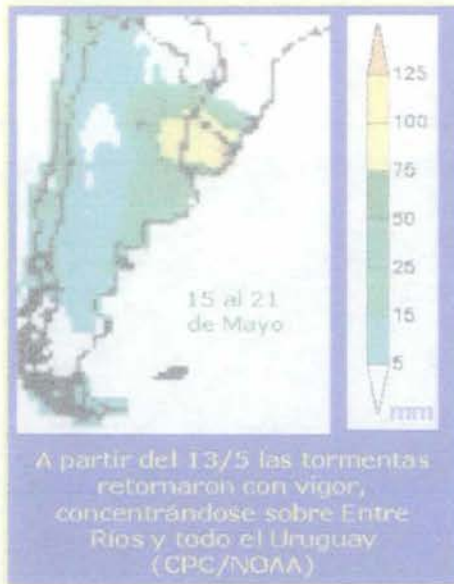 125
100
75
50
25
15
5
mm
15 al 21
de Mayo
A partir del 13/5 las tormentas
retornaron con vigor,
concentrándose sobre Entre
Ríos y todo el Uruguay
(CPC/NOAA)